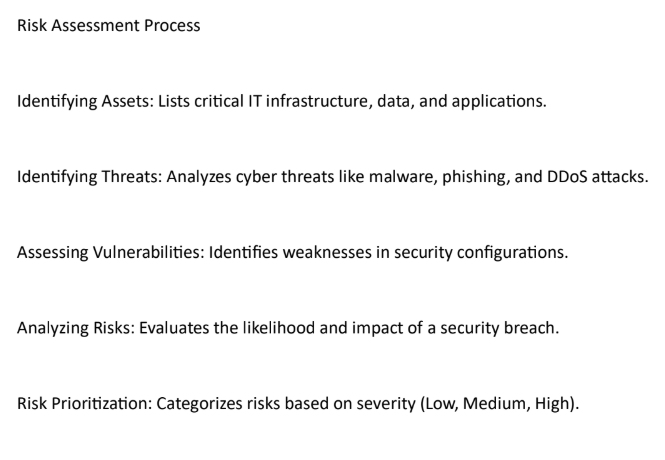 Risk Assessment Process
Identifying Assets: Lists critical IT infrastructure, data, and applications.
Identifying Threats: Analyzes cyber threats like malware, phishing, and DDoS attacks.
Assessing Vulnerabilities: Identifies weaknesses in security configurations.
Analyzing Risks: Evaluates the likelihood and impact of a security breach.
Risk Prioritization: Categorizes risks based on severity (Low, Medium, High).